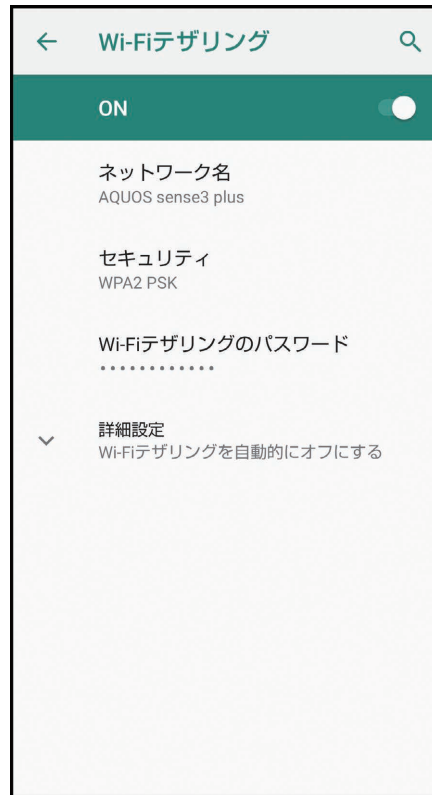 Wi-Fiテザリング
ON
ネットワーク名
AQUOS sense3 plus
セキュリティ
WPA2 PSK
Wi-Fiテザリングのパスワード
············
詳細設定
Wi-Fiテザリングを自動的にオフにする